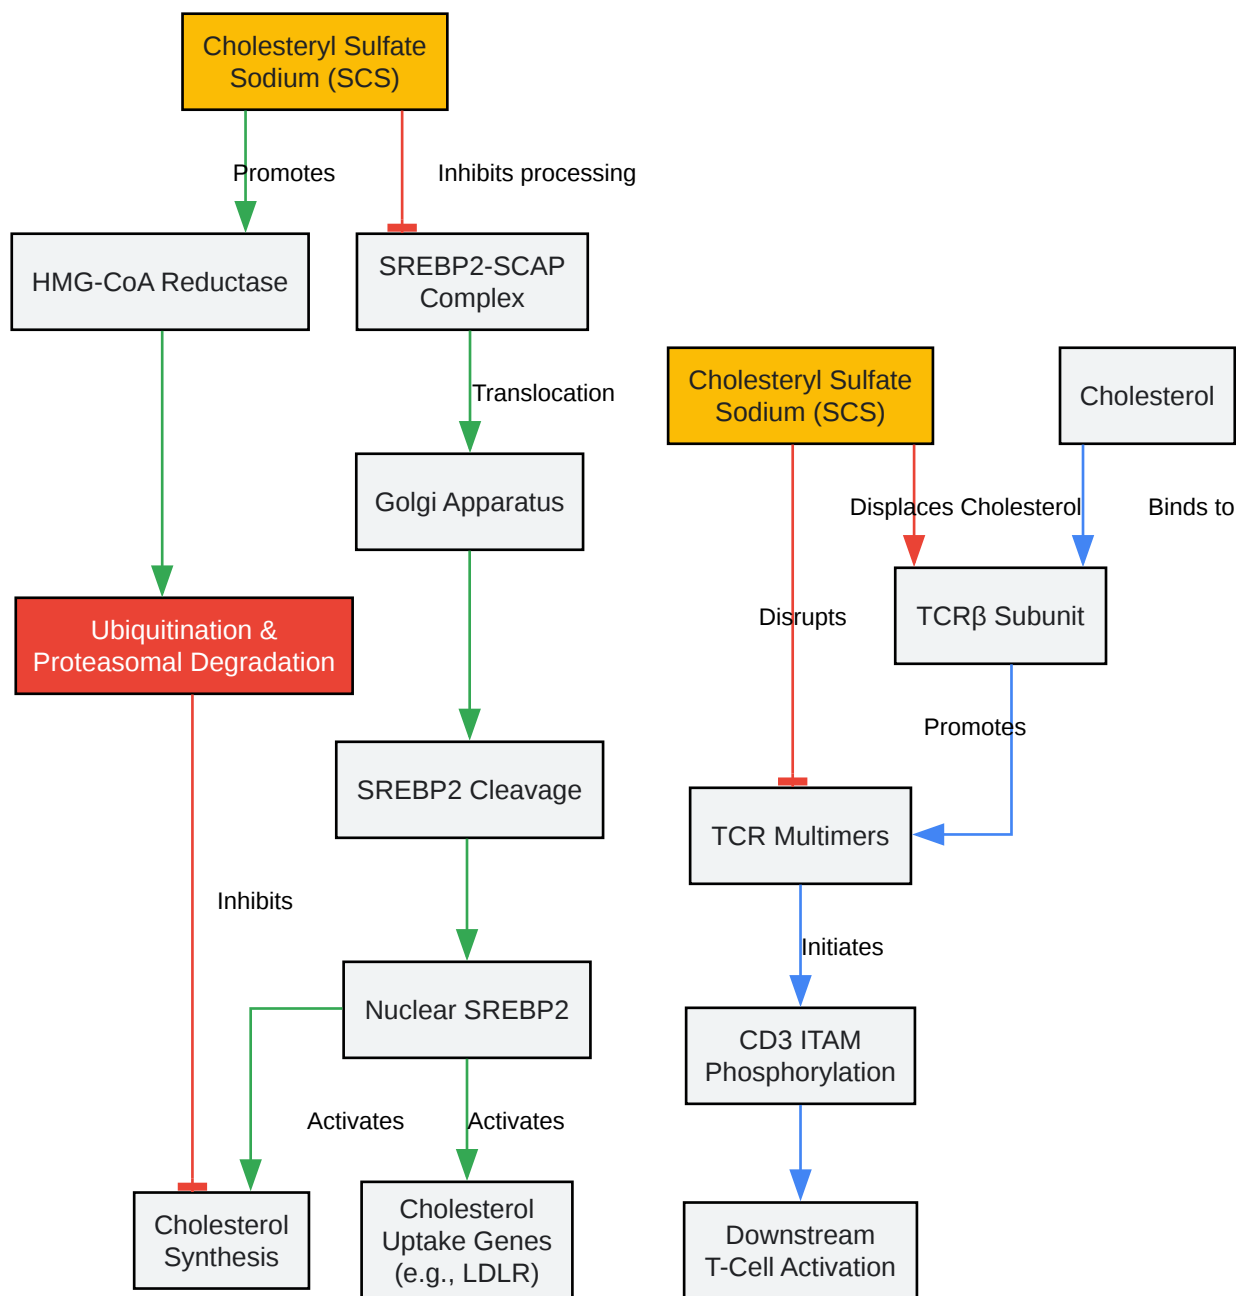 Cholesteryl Sulfate
Sodium (SCS)
Promotes
Inhibits processing
HMG-CoA Reductase
SREBP2-SCAP
Complex
Translocation
Golgi Apparatus
Ubiquitination &
Proteasomal Degradation
SREBP2 Cleavage
Inhibits
Nuclear SREBP2
Activates
Activates
Cholesterol
Synthesis
Cholesterol
Uptake Genes
(e.g., LDLR)
Cholesteryl Sulfate
Sodium (SCS)
Cholesterol
Displaces Cholesterol
Binds to
Disrupts
TCRβ Subunit
Promotes
TCR Multimers
Initiates
CD3 ITAM
Phosphorylation
Downstream
T-Cell Activation